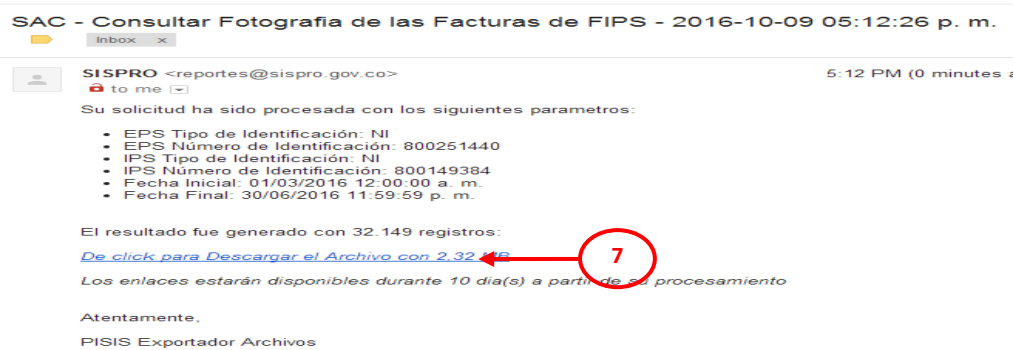 SAC - Consultar Fotografia de las Facturas de FIPS - 2016-10-09 05:12:26 p. m.
Inbox x
SISPRO <reportes@sispro.gov.co> 5:12 PM (0 minutes a
to me
Su solicitud ha sido procesada con los siguientes parametros:
• EPS Tipo de Identificación: NI
• EPS Número de Identificación: 800251440
• IPS Tipo de Identificación: NI
• IPS Número de Identificación: 800149384
• Fecha Inicial: 01/03/2016 12:00:00 a. m.
• Fecha Final: 30/06/2016 11:59:59 p. m.
El resultado fue generado con 32.149 registros:
De click para Descargar el Archivo con 2,32 MB
7
Los enlaces estarán disponibles durante 10 dia(s) a partir de su procesamiento
Atentamente,
PISIS Exportador Archivos